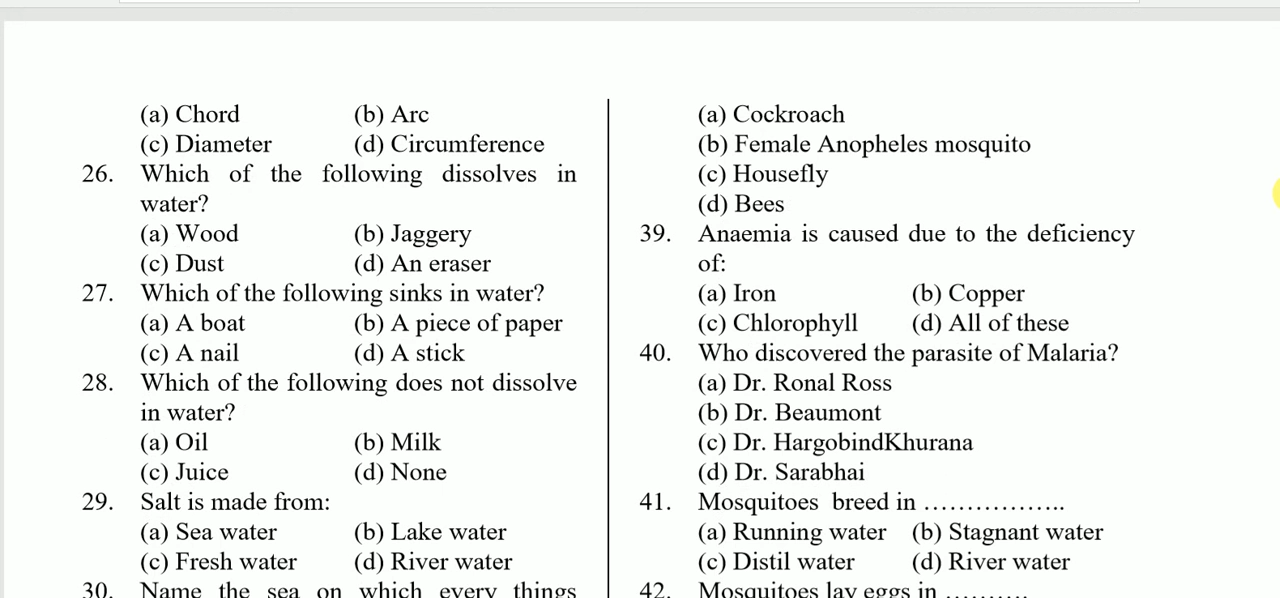 (a) Chord (b) Arc
(c) Diameter (d) Circumference
26. Which of the following dissolves in
water?
(a) Wood (b) Jaggery
(c) Dust (d) An eraser
27. Which of the following sinks in water?
(a) A boat (b) A piece of paper
(c) A nail (d) A stick
28. Which of the following does not dissolve
in water?
(a) Oil (b) Milk
(c) Juice (d) None
29. Salt is made from:
(a) Sea water (b) Lake water
(c) Fresh water (d) River water
30. Name the sea on which every things
(a) Cockroach
(b) Female Anopheles mosquito
(c) Housefly
(d) Bees
39. Anaemia is caused due to the deficiency
of:
(a) Iron (b) Copper
(c) Chlorophyll (d) All of these
40. Who discovered the parasite of Malaria?
(a) Dr. Ronal Ross
(b) Dr. Beaumont
(c) Dr. HargobindKhurana
(d) Dr. Sarabhai
41. Mosquitoes breed in ……………..
(a) Running water (b) Stagnant water
(c) Distil water (d) River water
42. Mosquitoes lay eggs in ……….